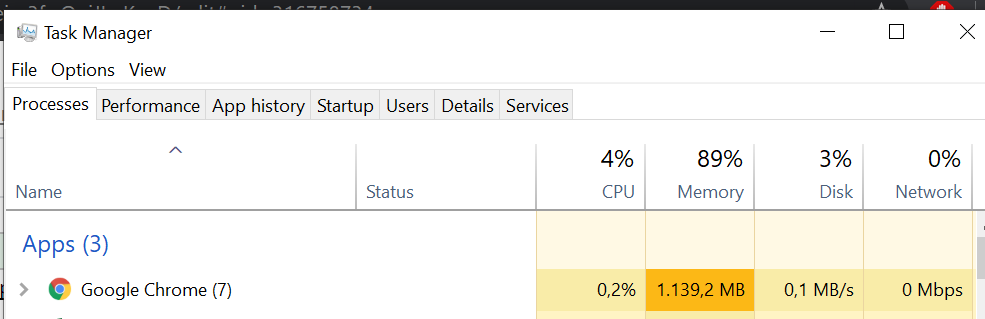 Task Manager
File Options View
Processes Performance App history Startup Users Details Services
4% 89% 3% 0%
Name Status CPU Memory Disk Network
Apps (3)
Google Chrome (7) 0,2% 1.139,2 MB 0,1 MB/s 0 Mbps